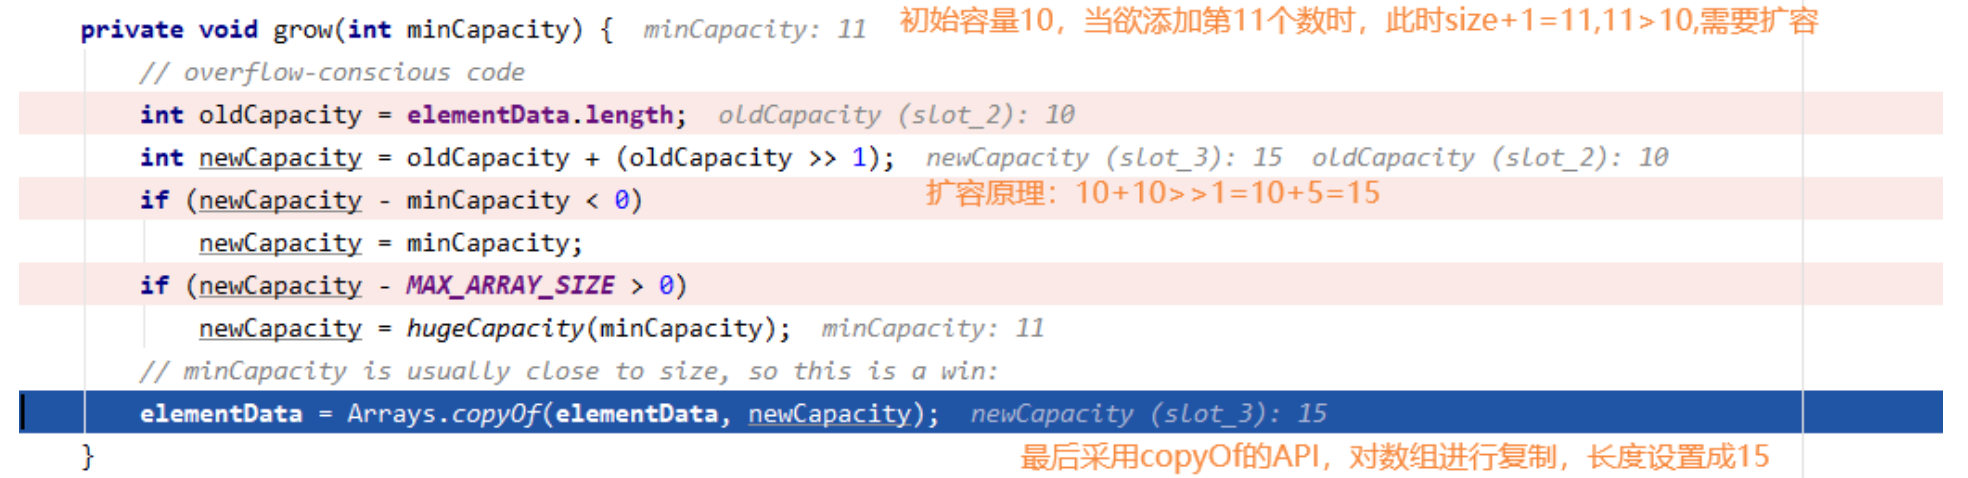 private void grow(int minCapacity) { minCapacity: 11 初始容量10，当欲添加第11个数时，此时size+1=11,11>10,需要扩容
// overflow-conscious code
int oldCapacity = elementData.length; oldCapacity (slot_2): 10
int newCapacity = oldCapacity + (oldCapacity >> 1); newCapacity (slot_3): 15 oldCapacity (slot_2): 10
if (newCapacity - minCapacity < 0) 扩容原理：10+10>>1=10+5=15
newCapacity = minCapacity;
if (newCapacity - MAX_ARRAY_SIZE > 0)
newCapacity = hugeCapacity(minCapacity); minCapacity: 11
// minCapacity is usually close to size, so this is a win:
elementData = Arrays.copyOf(elementData, newCapacity); newCapacity (slot_3): 15
} 最后采用copyOf的API，对数组进行复制，长度设置成15